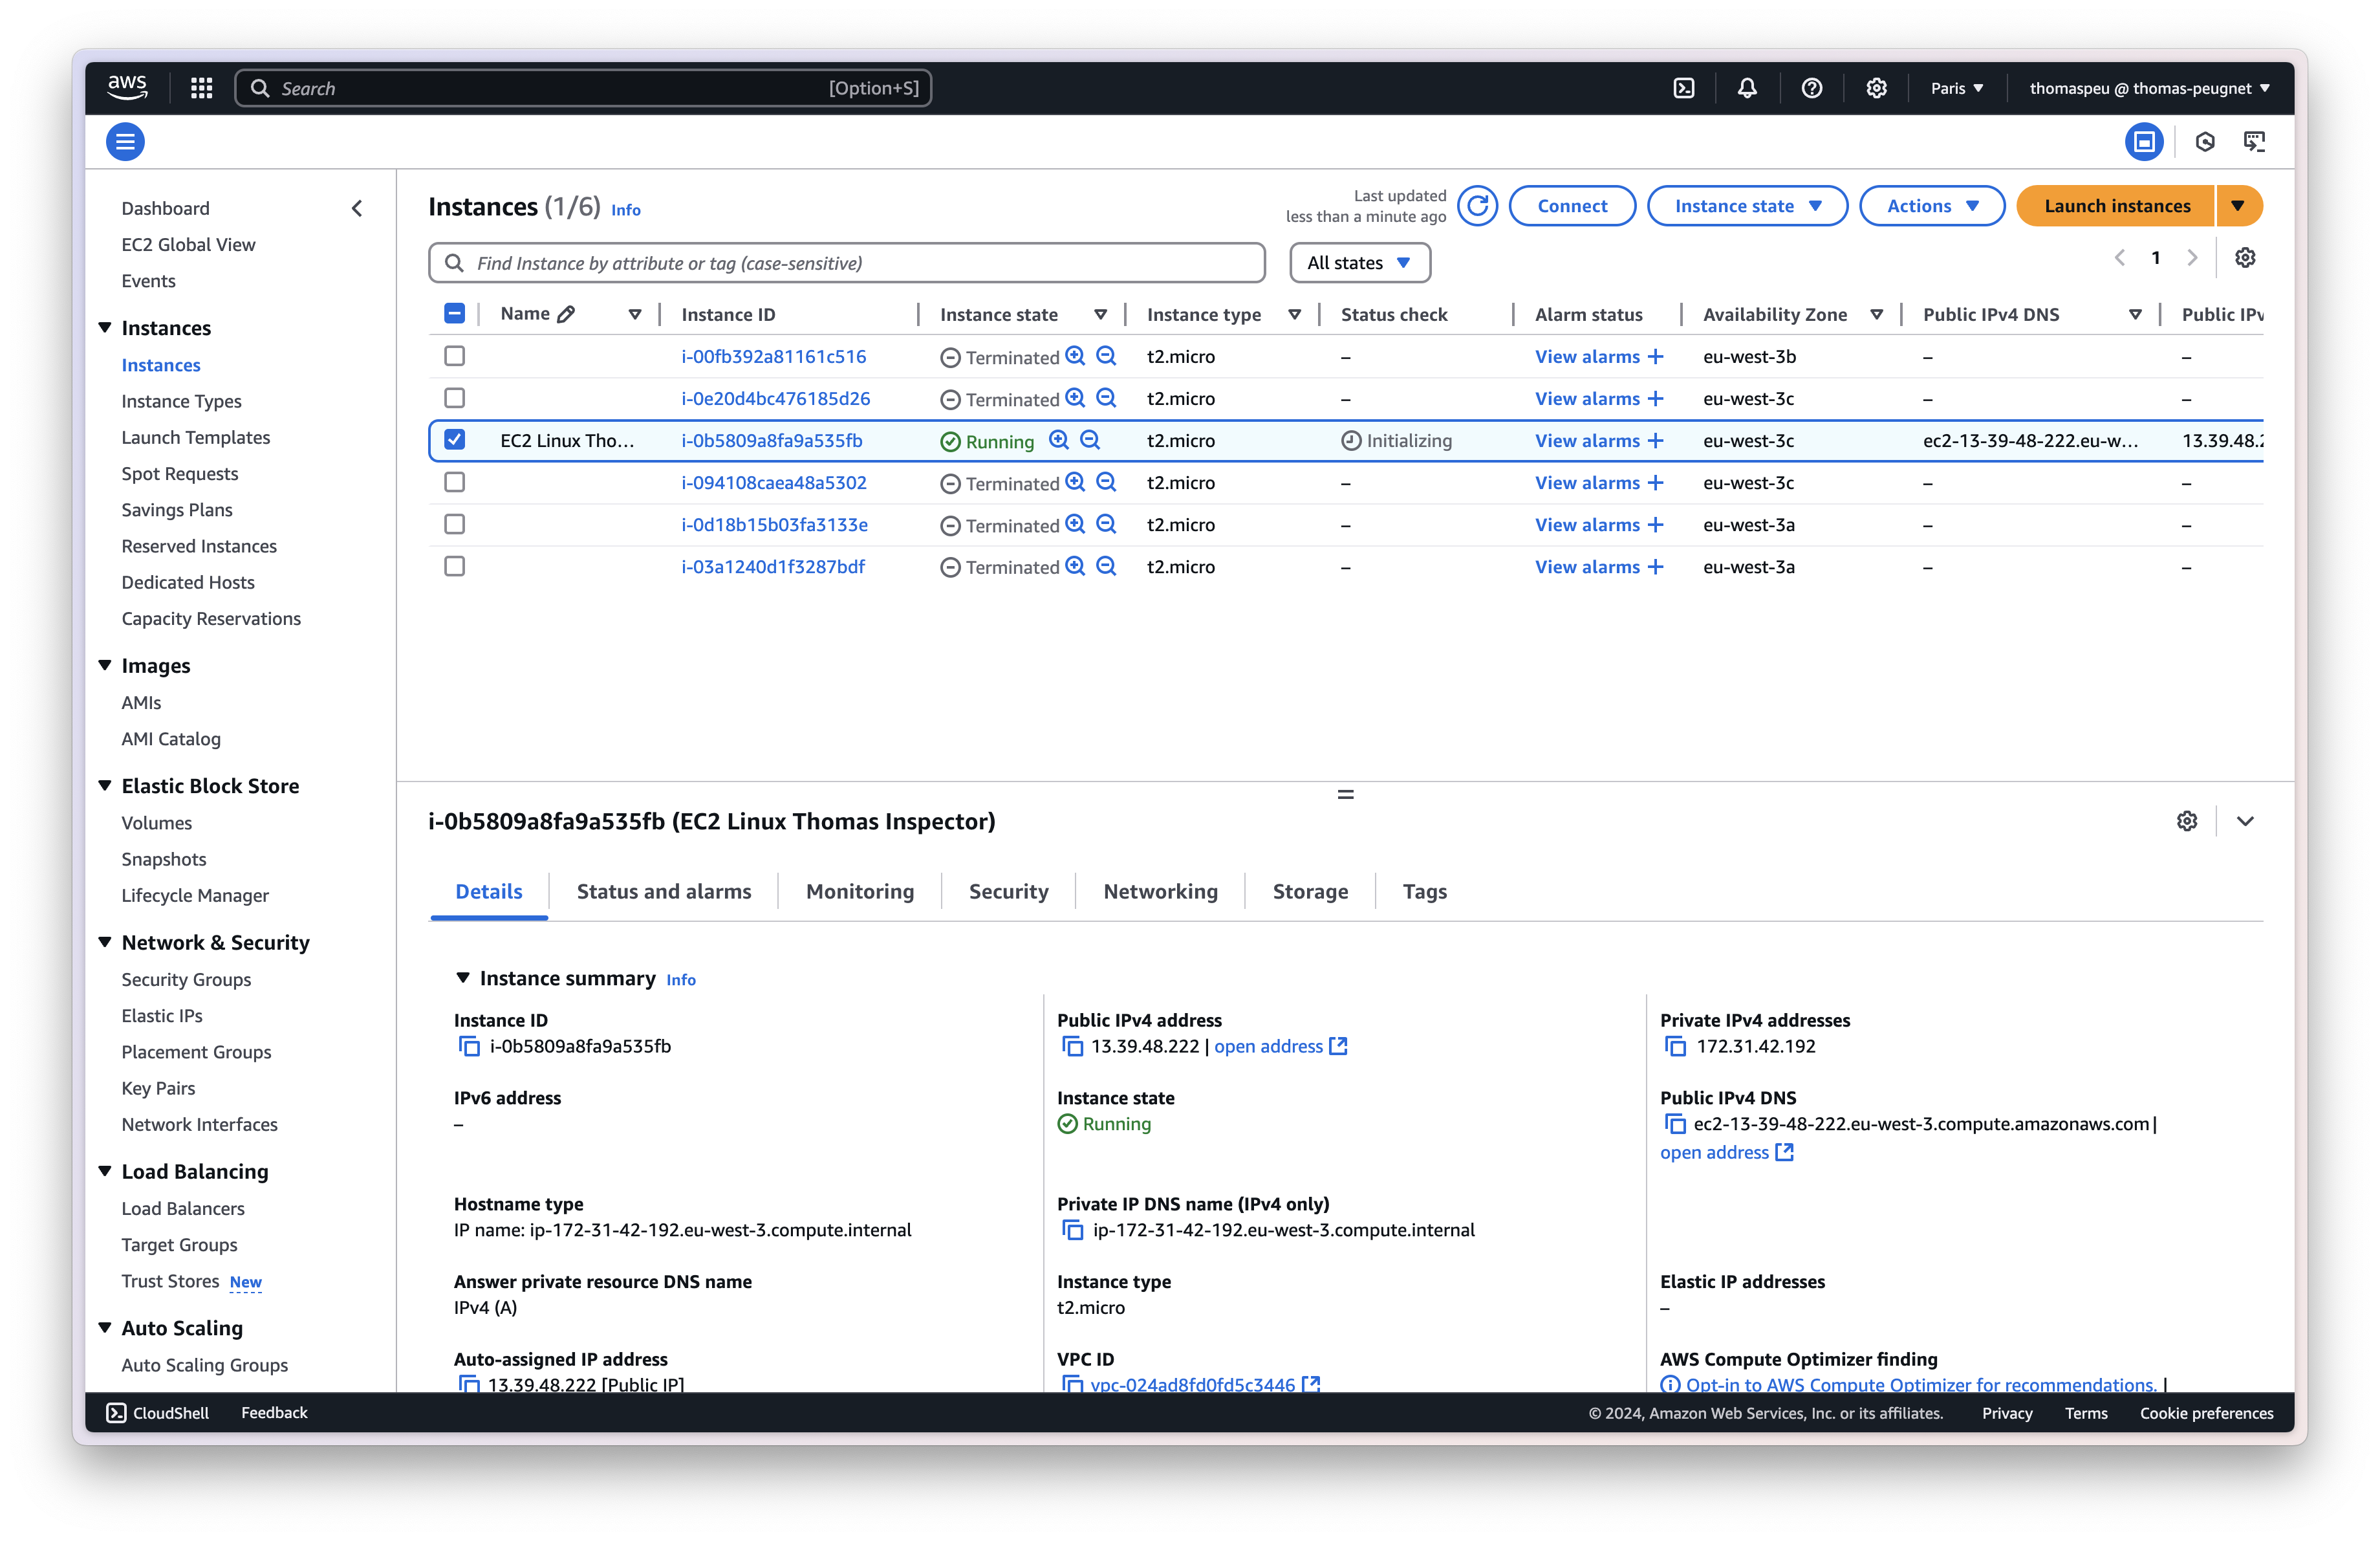 aws
Search [Option+S]
Paris
thomaspeu @ thomas-peugnet
Dashboard
EC2 Global View
Events
Instances
Instances
Instance Types
Launch Templates
Spot Requests
Savings Plans
Reserved Instances
Dedicated Hosts
Capacity Reservations
Images
AMIs
AMI Catalog
Elastic Block Store
Volumes
Snapshots
Lifecycle Manager
Network & Security
Security Groups
Elastic IPs
Placement Groups
Key Pairs
Network Interfaces
Load Balancing
Load Balancers
Target Groups
Trust Stores New
Auto Scaling
Auto Scaling Groups
Instances (1/6) Info
Last updated
less than a minute ago
Connect
Instance state
Actions
Launch instances
Find Instance by attribute or tag (case-sensitive)
All states
1
Name Instance ID Instance state Instance type Status check Alarm status Availability Zone Public IPv4 DNS Public IPv
i-00fb392a81161c516 Terminated t2.micro – View alarms + eu-west-3b – –
i-0e20d4bc476185d26 Terminated t2.micro – View alarms + eu-west-3c – –
EC2 Linux Tho... i-0b5809a8fa9a535fb Running t2.micro Initializing View alarms + eu-west-3c ec2-13-39-48-222.eu-w... 13.39.48.2
i-094108caea48a5302 Terminated t2.micro – View alarms + eu-west-3c – –
i-0d18b15b03fa3133e Terminated t2.micro – View alarms + eu-west-3a – –
i-03a1240d1f3287bdf Terminated t2.micro – View alarms + eu-west-3a – –
i-0b5809a8fa9a535fb (EC2 Linux Thomas Inspector)
Details Status and alarms Monitoring Security Networking Storage Tags
Instance summary Info
Instance ID
i-0b5809a8fa9a535fb
Public IPv4 address
13.39.48.222 | open address
Private IPv4 addresses
172.31.42.192
IPv6 address
–
Instance state
Running
Public IPv4 DNS
ec2-13-39-48-222.eu-west-3.compute.amazonaws.com |
open address
Hostname type
IP name: ip-172-31-42-192.eu-west-3.compute.internal
Private IP DNS name (IPv4 only)
ip-172-31-42-192.eu-west-3.compute.internal
Answer private resource DNS name
IPv4 (A)
Instance type
t2.micro
Elastic IP addresses
–
Auto-assigned IP address
13.39.48.222 [Public IP]
VPC ID
vpc-024ad8fd0fd5c3446
AWS Compute Optimizer finding
Opt-in to AWS Compute Optimizer for recommendations. |
CloudShell
Feedback
© 2024, Amazon Web Services, Inc. or its affiliates.
Privacy
Terms
Cookie preferences